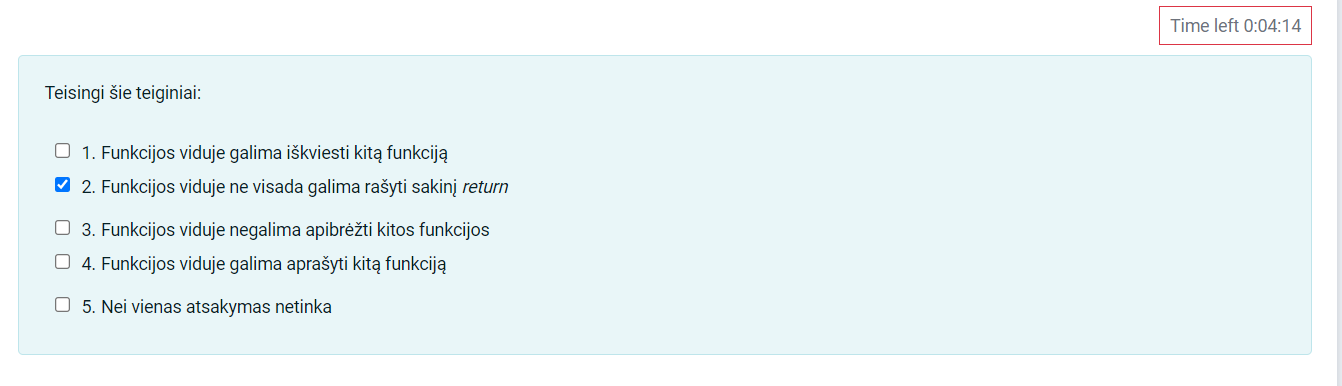 Time left 0:04:14
Teisingi šie teiginiai:
1. Funkcijos viduje galima iškviesti kitą funkciją
2. Funkcijos viduje ne visada galima rašyti sakinį return
3. Funkcijos viduje negalima apibrėžti kitos funkcijos
4. Funkcijos viduje galima aprašyti kitą funkciją
5. Nei vienas atsakymas netinka